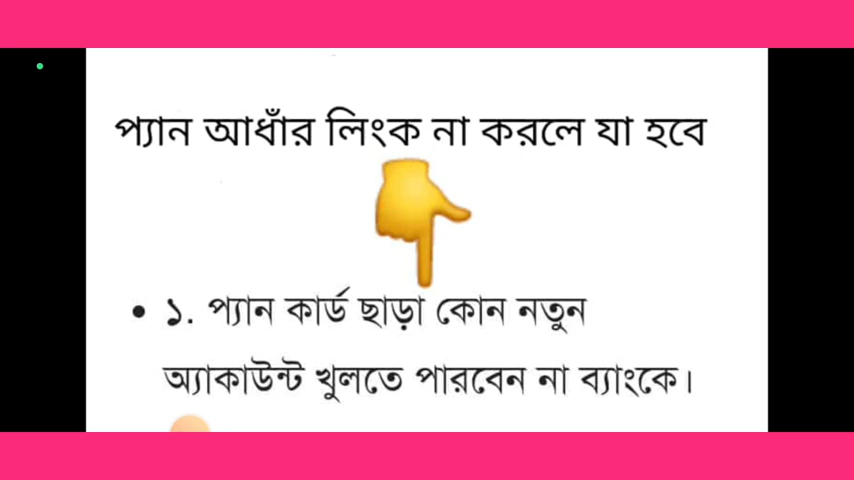 প্যান আধাঁর লিংক না করলে যা হবে
• ১. প্যান কার্ড ছাড়া কোন নতুন
অ্যাকাউন্ট খুলতে পারবেন না ব্যাংকে।